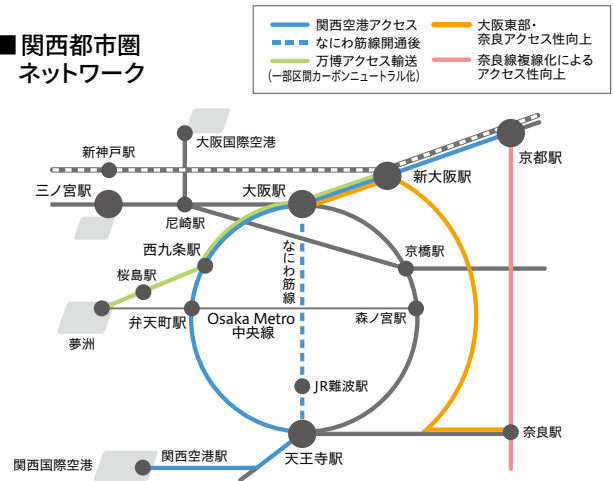 ■ 関西都市圏
ネットワーク
関西空港アクセス
なにわ筋線開通後
万博アクセス輸送
(一部区間カーボンニュートラル化)
大阪東部・
奈良アクセス性向上
奈良線複線化による
アクセス性向上
大阪国際空港
新神戸駅
京都駅
新大阪駅
三ノ宮駅
大阪駅
尼崎駅
西九条駅
京橋駅
なにわ筋線
桜島駅
夢洲
弁天町駅
Osaka Metro
中央線
森ノ宮駅
JR難波駅
奈良駅
天王寺駅
関西空港駅
関西国際空港